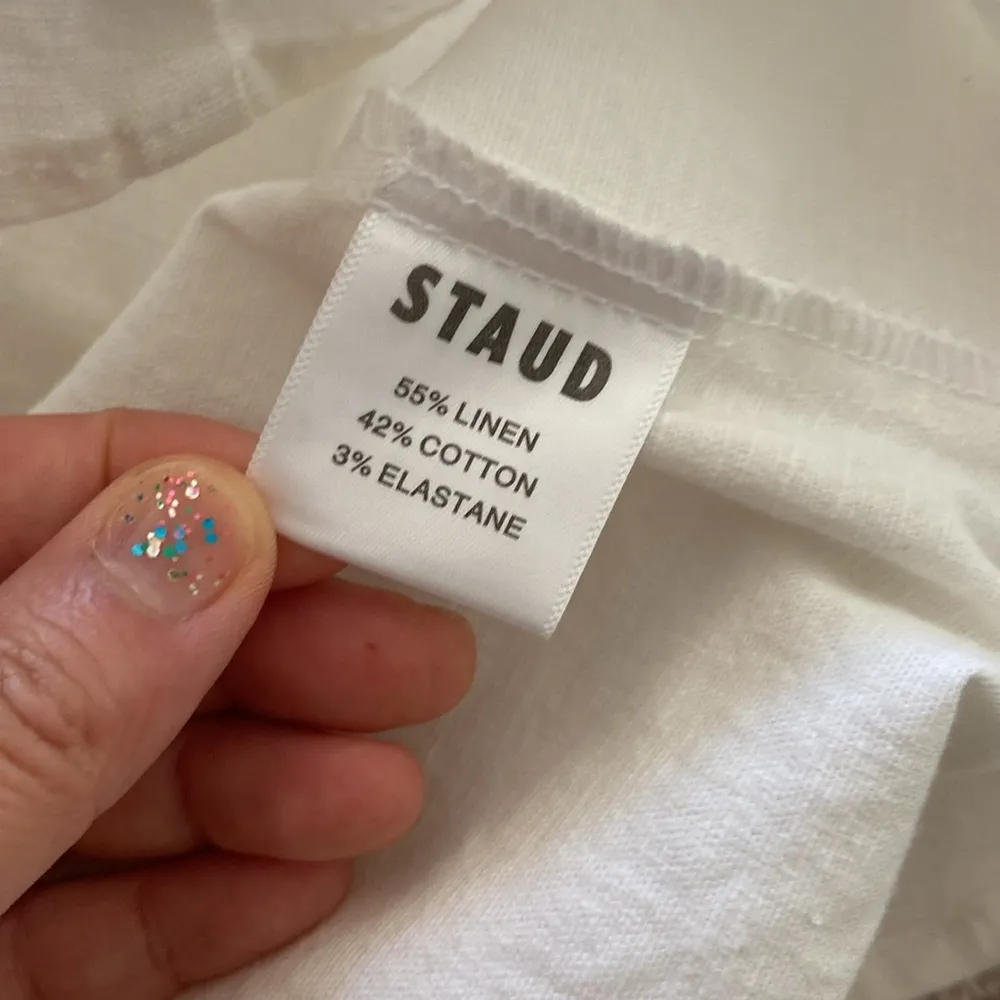 STAUD
55% LINEN
42% COTTON
3% ELASTANE